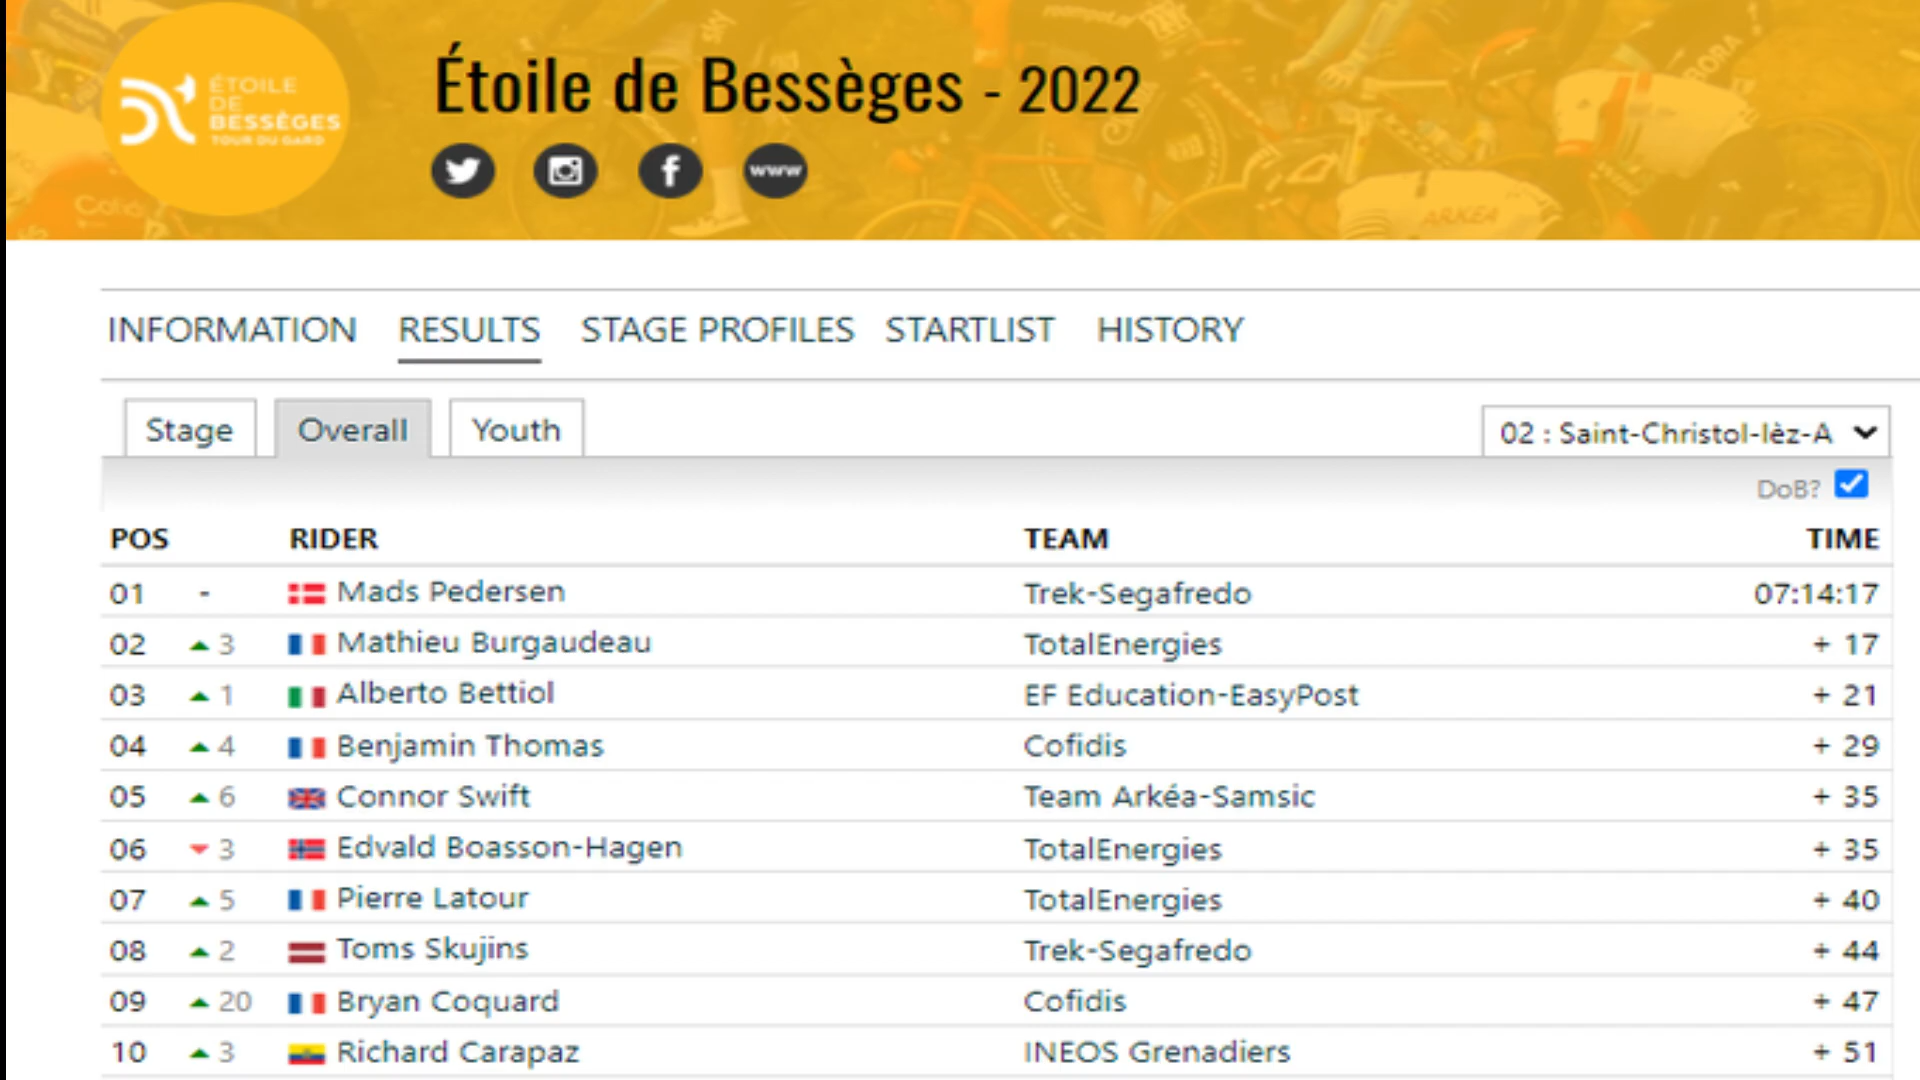 ÉTOILE
DE
BESSÈGES
TOUR DU GARD
Étoile de Bessèges - 2022
www
BORA
ARKEA
INFORMATION RESULTS STAGE PROFILES STARTLIST HISTORY
Stage Overall Youth 02 : Saint-Christol-lèz-A
DoB?
POS RIDER TEAM TIME
01 - Mads Pedersen Trek-Segafredo 07:14:17
02 ▲ 3 Mathieu Burgaudeau TotalEnergies + 17
03 ▲ 1 Alberto Bettiol EF Education-EasyPost + 21
04 ▲ 4 Benjamin Thomas Cofidis + 29
05 ▲ 6 Connor Swift Team Arkéa-Samsic + 35
06 ▼ 3 Edvald Boasson-Hagen TotalEnergies + 35
07 ▲ 5 Pierre Latour TotalEnergies + 40
08 ▲ 2 Toms Skujins Trek-Segafredo + 44
09 ▲ 20 Bryan Coquard Cofidis + 47
10 ▲ 3 Richard Carapaz INEOS Grenadiers + 51